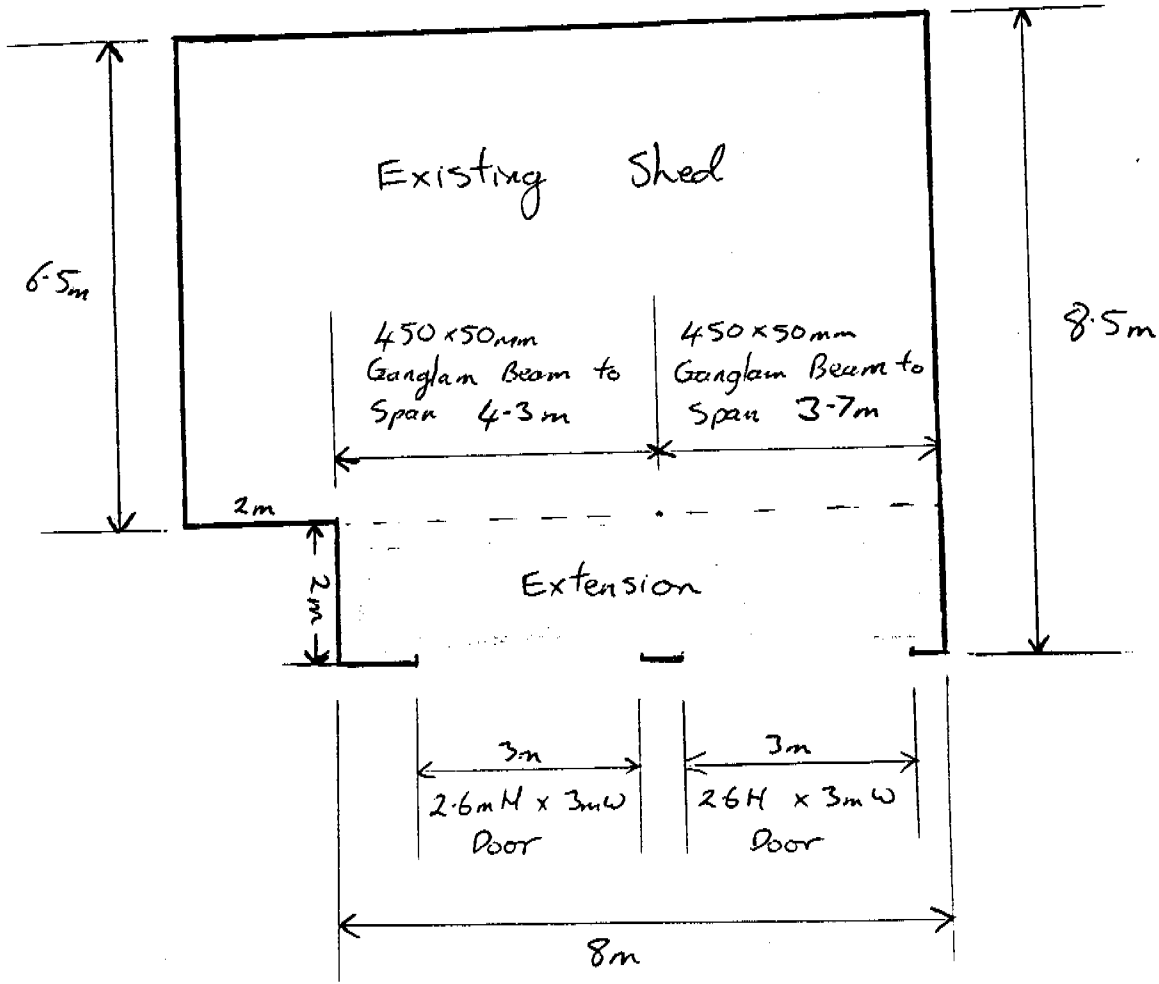 Existing Shed
6.5m
8.5m
450x50mm
Ganglam Beam to
Span 4.3m
450x50mm
Ganglam Beam to
Span 3.7m
2m
2m
Extension
3m
3m
2.6mH x 3mW
Door
2.6H x 3mW
Door
8m